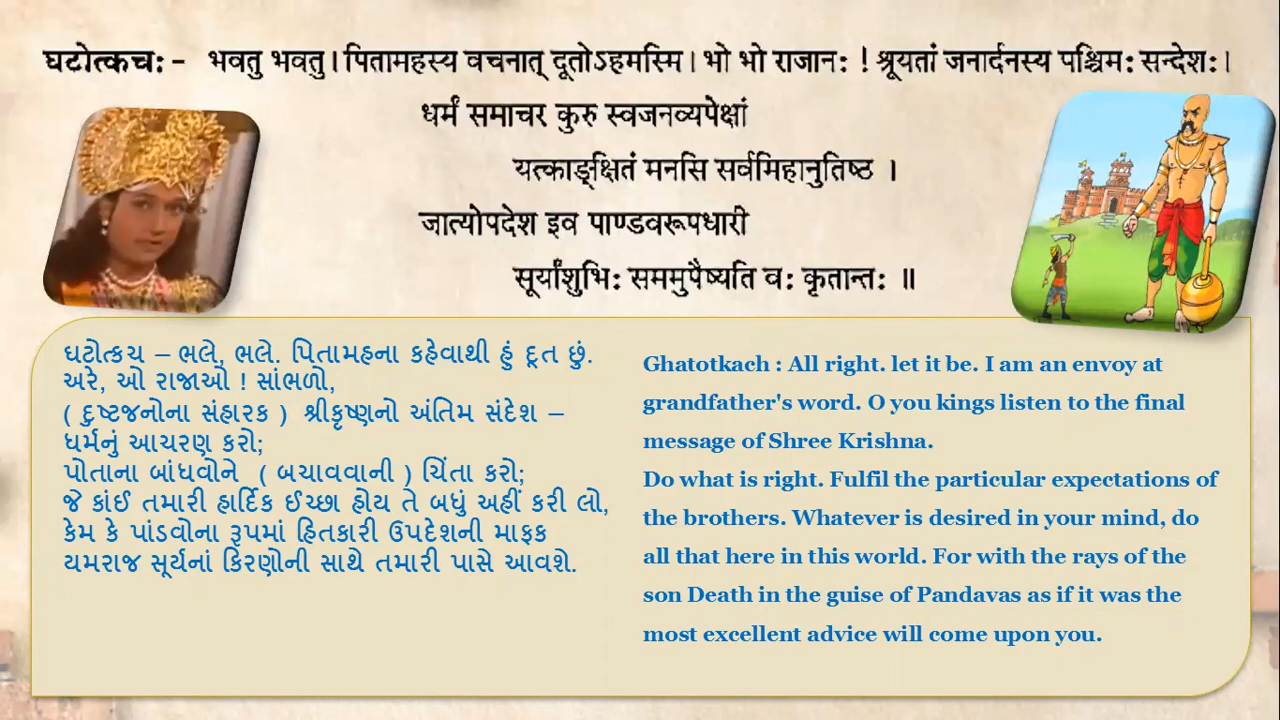 घटोत्कचः - भवतु भवतु । पितामहस्य वचनात् दूतोऽहमस्मि । भो भो राजानः ! श्रूयतां जनार्दनस्य पश्चिमः सन्देशः ।
धर्मं समाचर कुरु स्वजनव्यपेक्षां
यत्काङ्क्षितं मनसि सर्वमिहानुतिष्ठ ।
जात्योपदेश इव पाण्डवरूपधारी
सूर्यांशुभिः सममुपैष्यति वः कृतान्तः ॥
ઘટોત્કચ – ભલે, ભલે. પિતામહના કહેવાથી હું દૂત છું.
અરે, ઓ રાજાઓ ! સાંભળો,
( દુષ્ટજનોના સંહારક ) શ્રીકૃષ્ણનો અંતિમ સંદેશ –
ધર્મનું આચરણ કરો;
પોતાના બાંધવોને ( બચાવવાની ) ચિંતા કરો;
જે કાંઈ તમારી હાર્દિક ઈચ્છા હોય તે બધું અહીં કરી લો,
કેમ કે પાંડવોના રૂપમાં હિતકારી ઉપદેશની માફક
યમરાજ સૂર્યનાં કિરણોની સાથે તમારી પાસે આવશે.
Ghatotkach : All right. let it be. I am an envoy at
grandfather's word. O you kings listen to the final
message of Shree Krishna.
Do what is right. Fulfil the particular expectations of
the brothers. Whatever is desired in your mind, do
all that here in this world. For with the rays of the
son Death in the guise of Pandavas as if it was the
most excellent advice will come upon you.